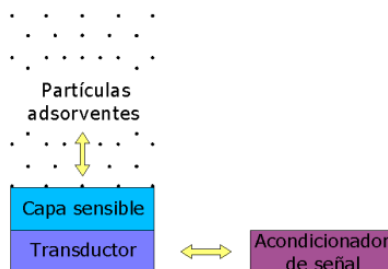 Partículas
adsorventes
Capa sensible
Transductor
Acondicionador
de señal